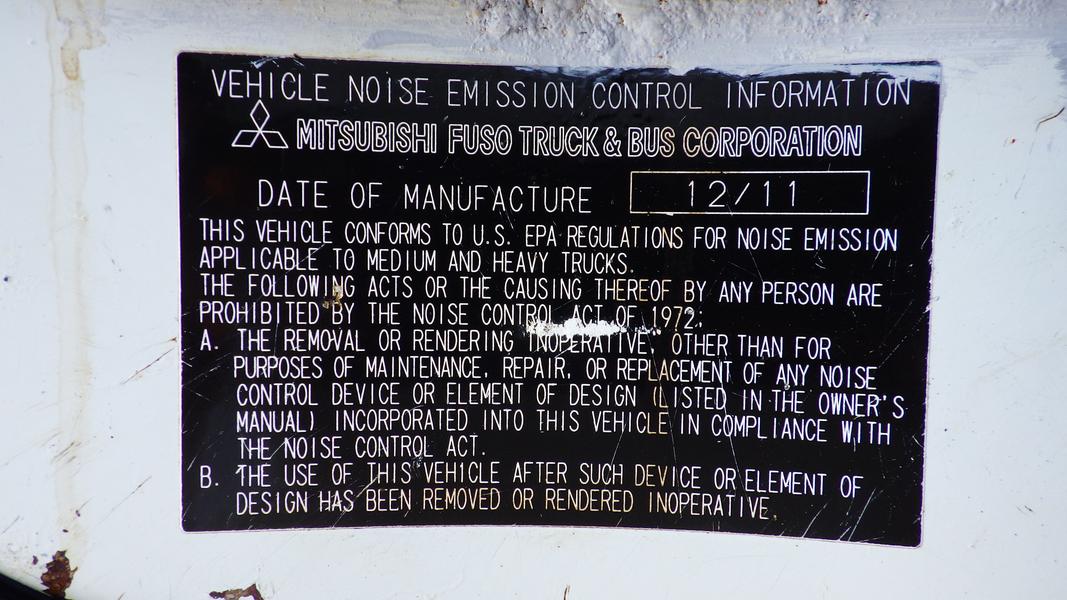 VEHICLE NOISE EMISSION CONTROL INFORMATION
MITSUBISHI FUSO TRUCK & BUS CORPORATION
DATE OF MANUFACTURE 12/11
THIS VEHICLE CONFORMS TO U.S. EPA REGULATIONS FOR NOISE EMISSION
APPLICABLE TO MEDIUM AND HEAVY TRUCKS.
THE FOLLOWING ACTS OR THE CAUSING THEREOF BY ANY PERSON ARE
PROHIBITED BY THE NOISE CONTROL ACT OF 1972:
A. THE REMOVAL OR RENDERING INOPERATIVE, OTHER THAN FOR
PURPOSES OF MAINTENANCE, REPAIR, OR REPLACEMENT OF ANY NOISE
CONTROL DEVICE OR ELEMENT OF DESIGN (LISTED IN THE OWNER'S
MANUAL) INCORPORATED INTO THIS VEHICLE IN COMPLIANCE WITH
THE NOISE CONTROL ACT.
B. THE USE OF THIS VEHICLE AFTER SUCH DEVICE OR ELEMENT OF
DESIGN HAS BEEN REMOVED OR RENDERED INOPERATIVE.